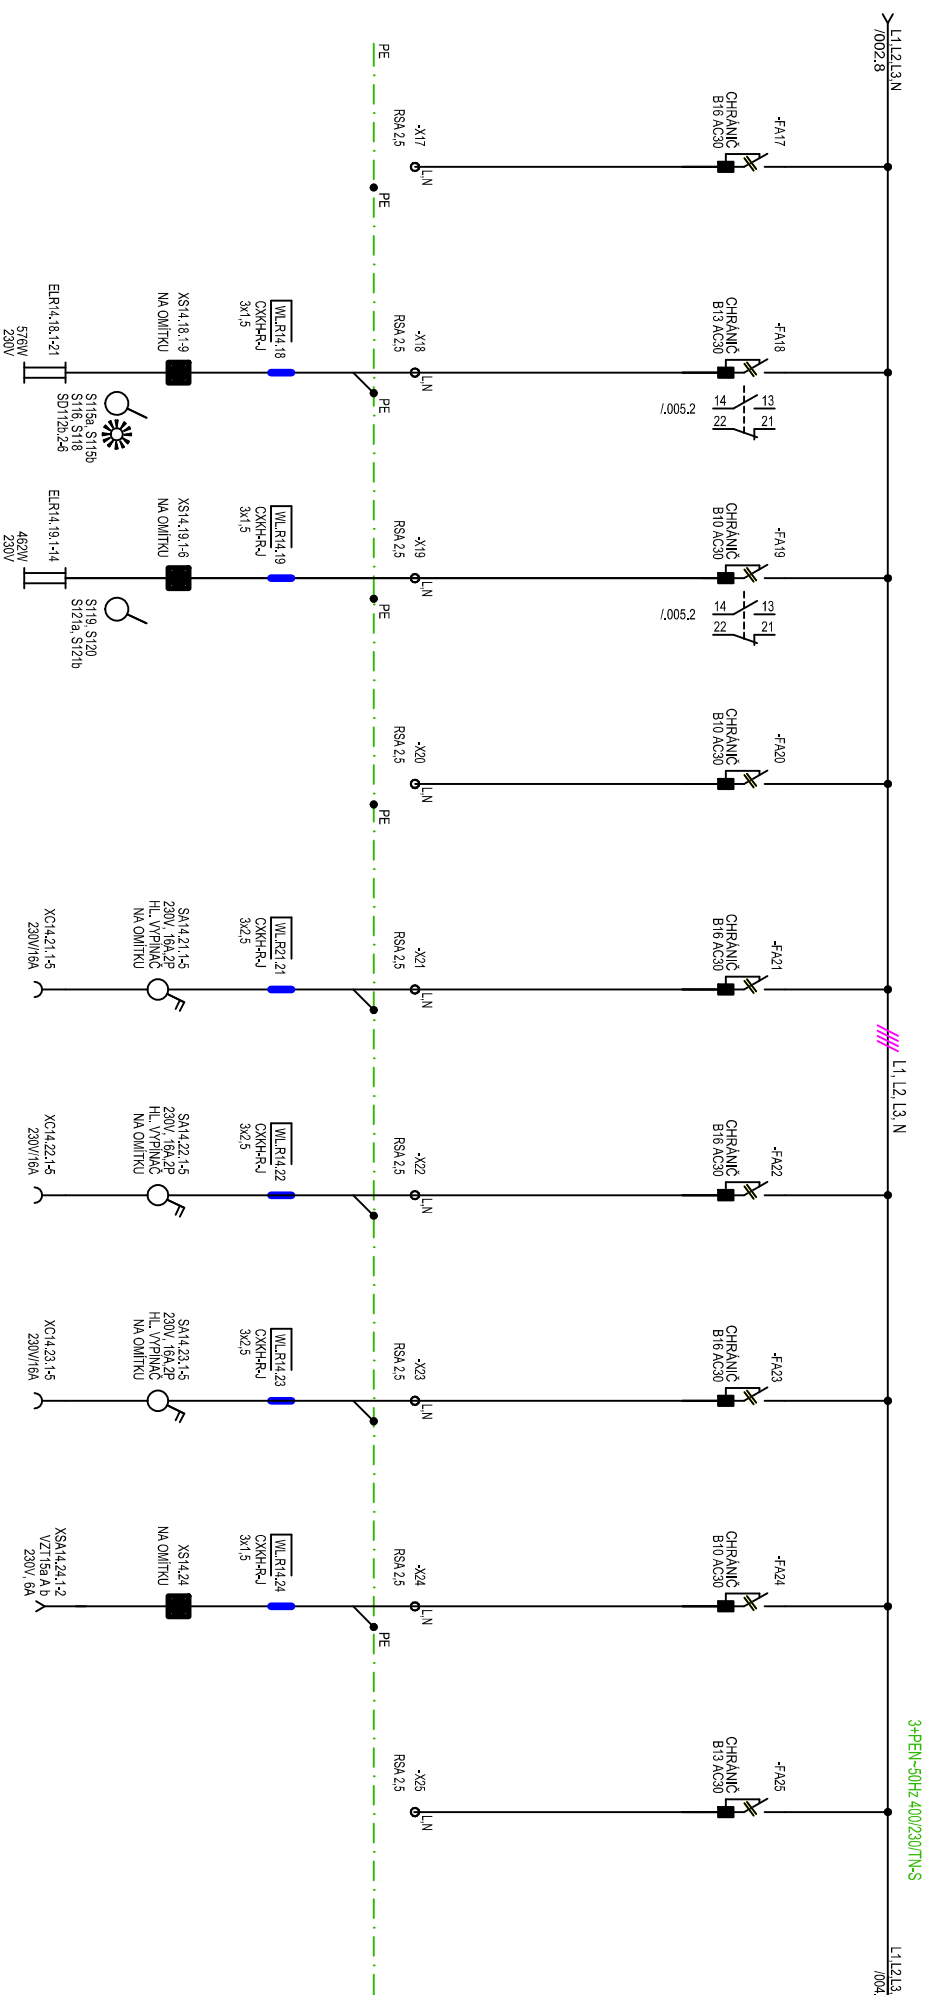 L1,L2,L3,N
/002.8
3+PEN~50Hz 400/230/TN-S
L1, L2, L3, N
L1,L2,L3,
/004.
-FA17
CHRÁNIČ
B16 AC30
-X17
RSA 2,5
L,N
PE
PE
-FA18
CHRÁNIČ
B13 AC30
13
14
21
22
/.005.2
-X18
RSA 2,5
L,N
PE
WL.R14.18
CXKH-R-J
3x1,5
XS14.18.1-9
NA OMÍTKU
S115a, S115b
S116, S118
SD112b.2-6
ELR14.18.1-21
576W
230V
-FA19
CHRÁNIČ
B10 AC30
13
14
21
22
/.005.2
-X19
RSA 2,5
L,N
PE
WL.R14.19
CXKH-R-J
3x1,5
XS14.19.1-6
NA OMÍTKU
S119, S120
S121a, S121b
ELR14.19.1-14
462W
230V
-FA20
CHRÁNIČ
B10 AC30
-X20
RSA 2,5
L,N
PE
-FA21
CHRÁNIČ
B16 AC30
-X21
RSA 2,5
L,N
WL.R21.21
CXKH-R-J
3x2,5
SA14.21.1-5
230V, 16A,2P
HL. VYPÍNAČ
NA OMÍTKU
XC14.21.1-5
230V/16A
-FA22
CHRÁNIČ
B16 AC30
-X22
RSA 2,5
L,N
WL.R14.22
CXKH-R-J
3x2,5
SA14.22.1-5
230V, 16A,2P
HL. VYPÍNAČ
NA OMÍTKU
XC14.22.1-5
230V/16A
-FA23
CHRÁNIČ
B16 AC30
-X23
RSA 2,5
L,N
WL.R14.23
CXKH-R-J
3x2,5
SA14.23.1-5
230V, 16A,2P
HL. VYPÍNAČ
NA OMÍTKU
XC14.23.1-5
230V/16A
-FA24
CHRÁNIČ
B10 AC30
-X24
RSA 2,5
L,N
PE
WL.R14.24
CXKH-R-J
3x1,5
XS14.24
NA OMÍTKU
XSA14.24.1-2
VZT15a A b
230V, 6A
-FA25
CHRÁNIČ
B13 AC30
-X25
RSA 2,5
L,N